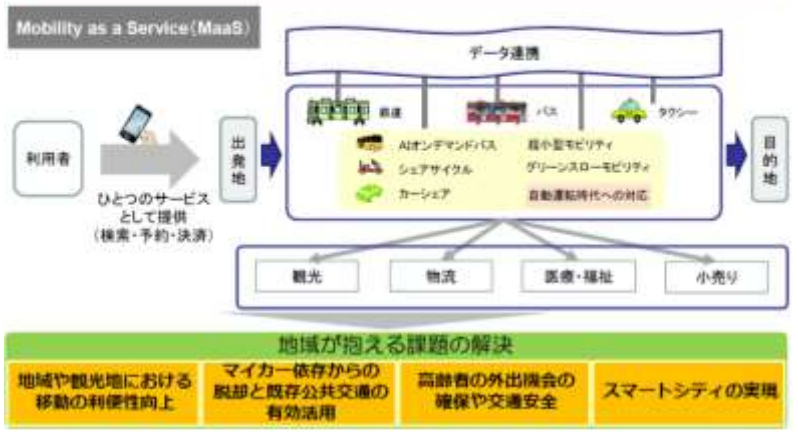 Mobility as a Service(MaaS)
データ連携
鉄道
バス
タクシー
利用者
出発地
目的地
AIオンデマンドバス
超小型モビリティ
シェアサイクル
グリーンスローモビリティ
カーシェア
自動運転時代への対応
ひとつのサービス
として提供
(検索・予約・決済)
観光
物流
医療・福祉
小売り
地域が抱える課題の解決
地域や観光地における
移動の利便性向上
マイカー依存からの
脱却と既存公共交通の
有効活用
高齢者の外出機会の
確保や交通安全
スマートシティの実現